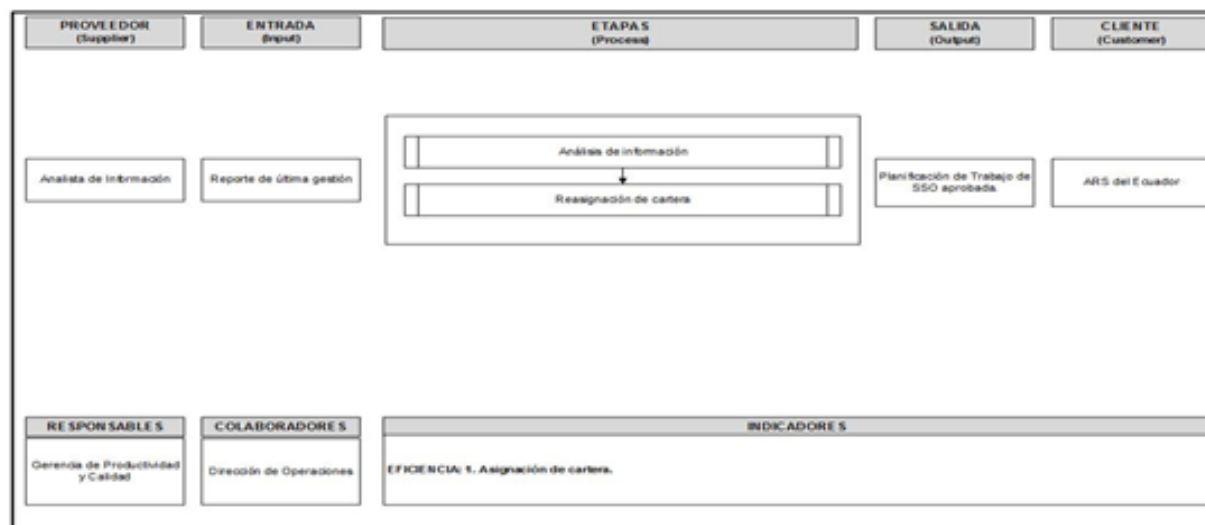 PROVEEDOR
(Supplier)
ENTRADA
(Input)
ETAPAS
(Process)
SALIDA
(Output)
CLIENTE
(Customer)
Analista de Información
Reporte de última gestión
Análisis de información
Reasignación de cartera
Planificación de Trabajo de
SSO aprobada.
ARS del Ecuador
RESPONSABLES
COLABORADORES
INDICADORES
Gerencia de Productividad
y Calidad
Dirección de Operaciones
EFICIENCIA: 1. Asignación de cartera.